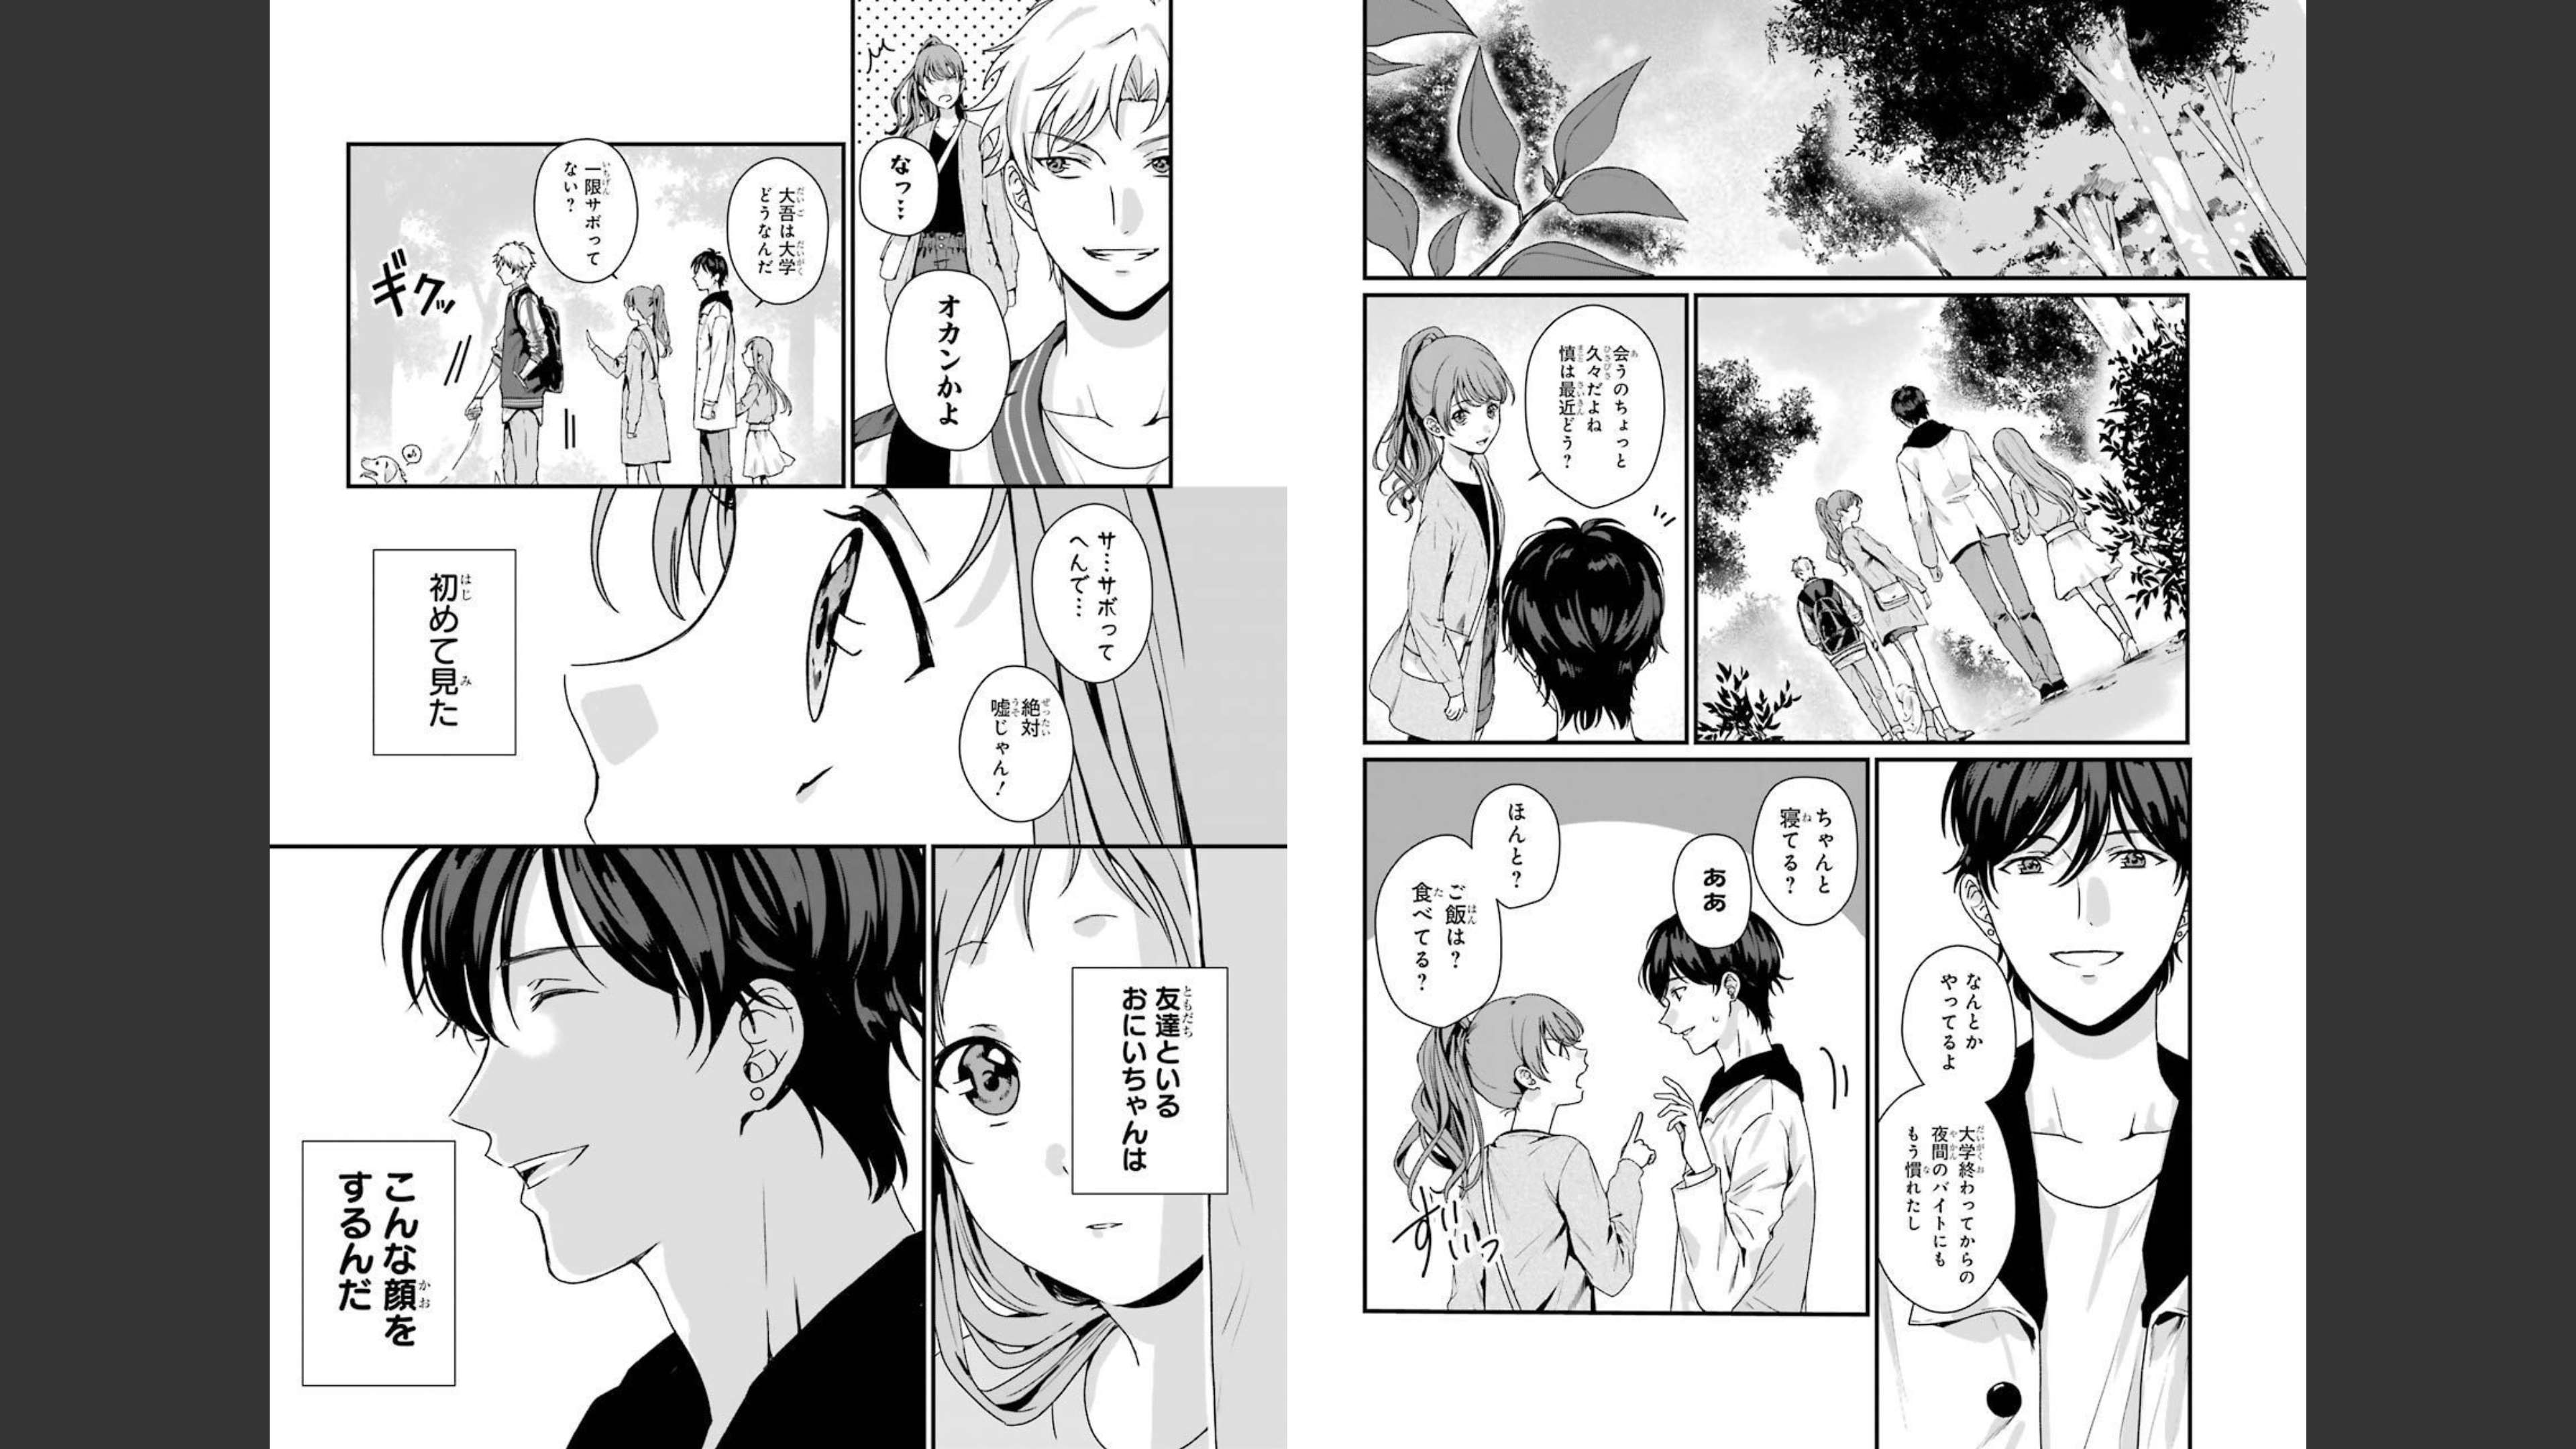 会うのちょっと
久々だよね
慎は最近どう？
なんとか
やってるよ
大学終わってからの
夜間のバイトにも
もう慣れたし
ちゃんと
寝てる？
ああ
ほんと？
ご飯は？
食べてる？
ずいっ
なっ…
オカンかよ
大吾は大学
どうなんだ
一限サボって
ない？
ギクッ
サ…サボって
へんで…
絶対
嘘じゃん！
初めて見た
友達といる
おにいちゃんは
こんな顔を
するんだ